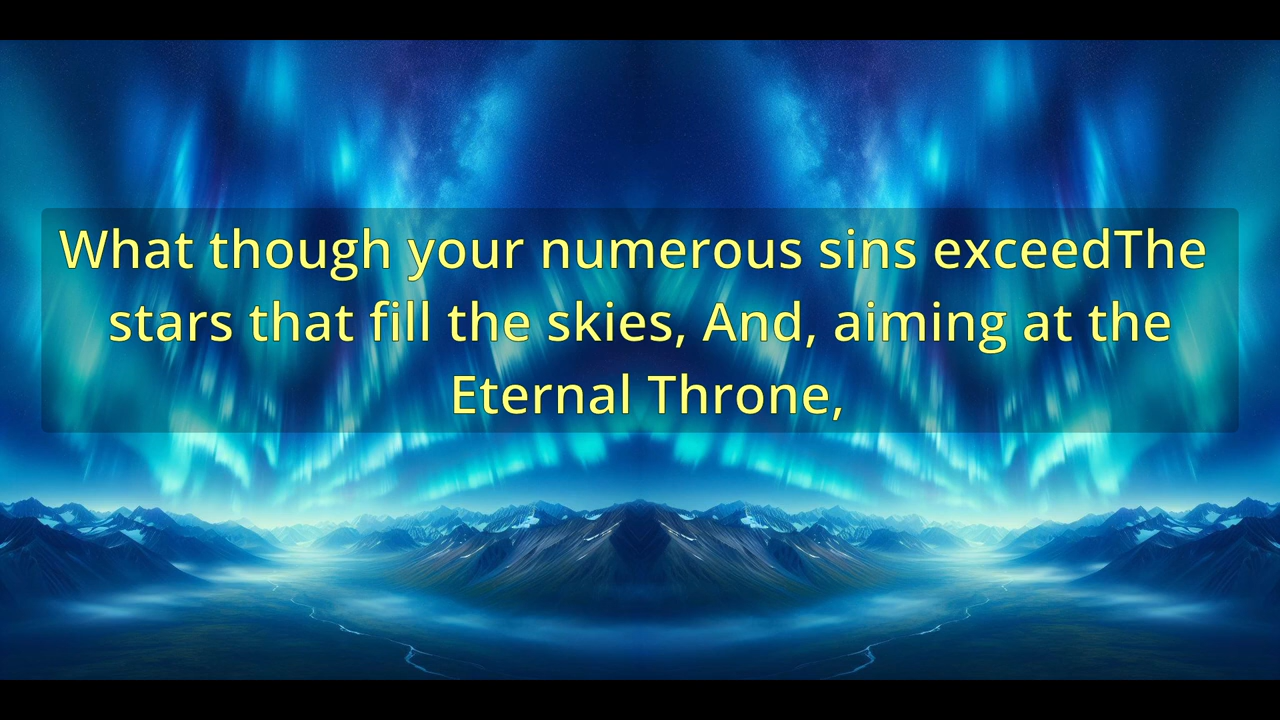 What though your numerous sins exceedThe
stars that fill the skies, And, aiming at the
Eternal Throne,